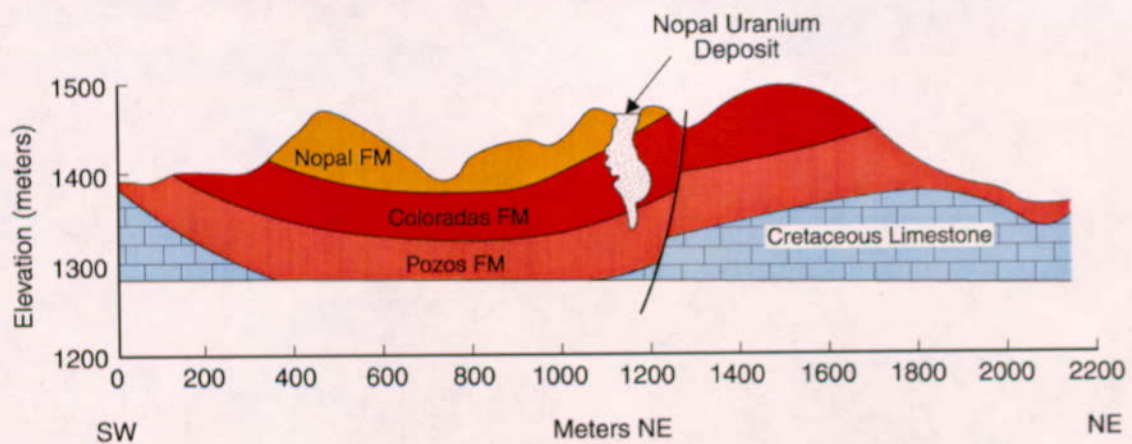 Nopal Uranium
Deposit
1500
1400
1300
1200
Elevation (meters)
Nopal FM
Coloradas FM
Pozos FM
Cretaceous Limestone
0 200 400 600 800 1000 1200 1400 1600 1800 2000 2200
SW Meters NE NE